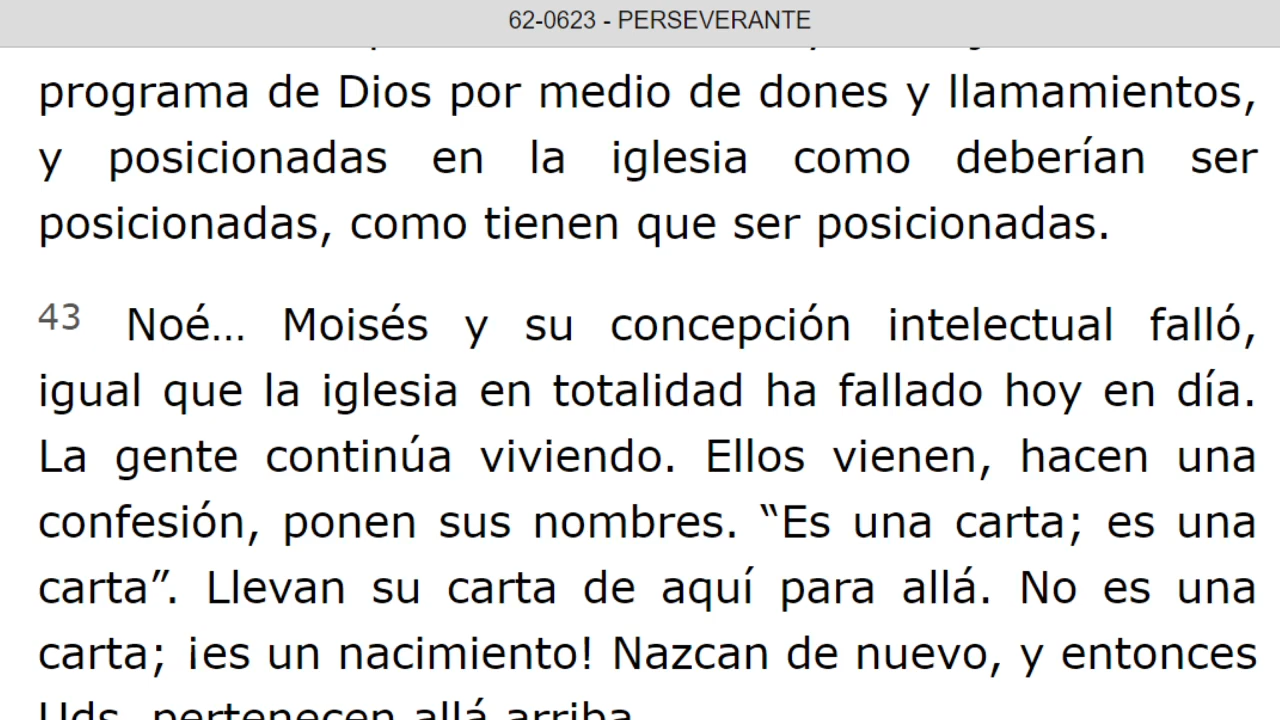 62-0623 - PERSEVERANTE
programa de Dios por medio de dones y llamamientos,
y posicionadas en la iglesia como deberían ser
posicionadas, como tienen que ser posicionadas.
43 Noé… Moisés y su concepción intelectual falló,
igual que la iglesia en totalidad ha fallado hoy en día.
La gente continúa viviendo. Ellos vienen, hacen una
confesión, ponen sus nombres. “Es una carta; es una
carta”. Llevan su carta de aquí para allá. No es una
carta; ¡es un nacimiento! Nazcan de nuevo, y entonces
Uds. pertenecen allá arriba.